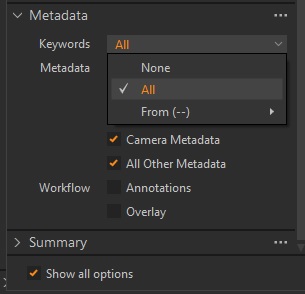 Metadata ...
Keywords All
Metadata None
All
From (--)
Camera Metadata
All Other Metadata
Workflow Annotations
Overlay
Summary ...
Show all options